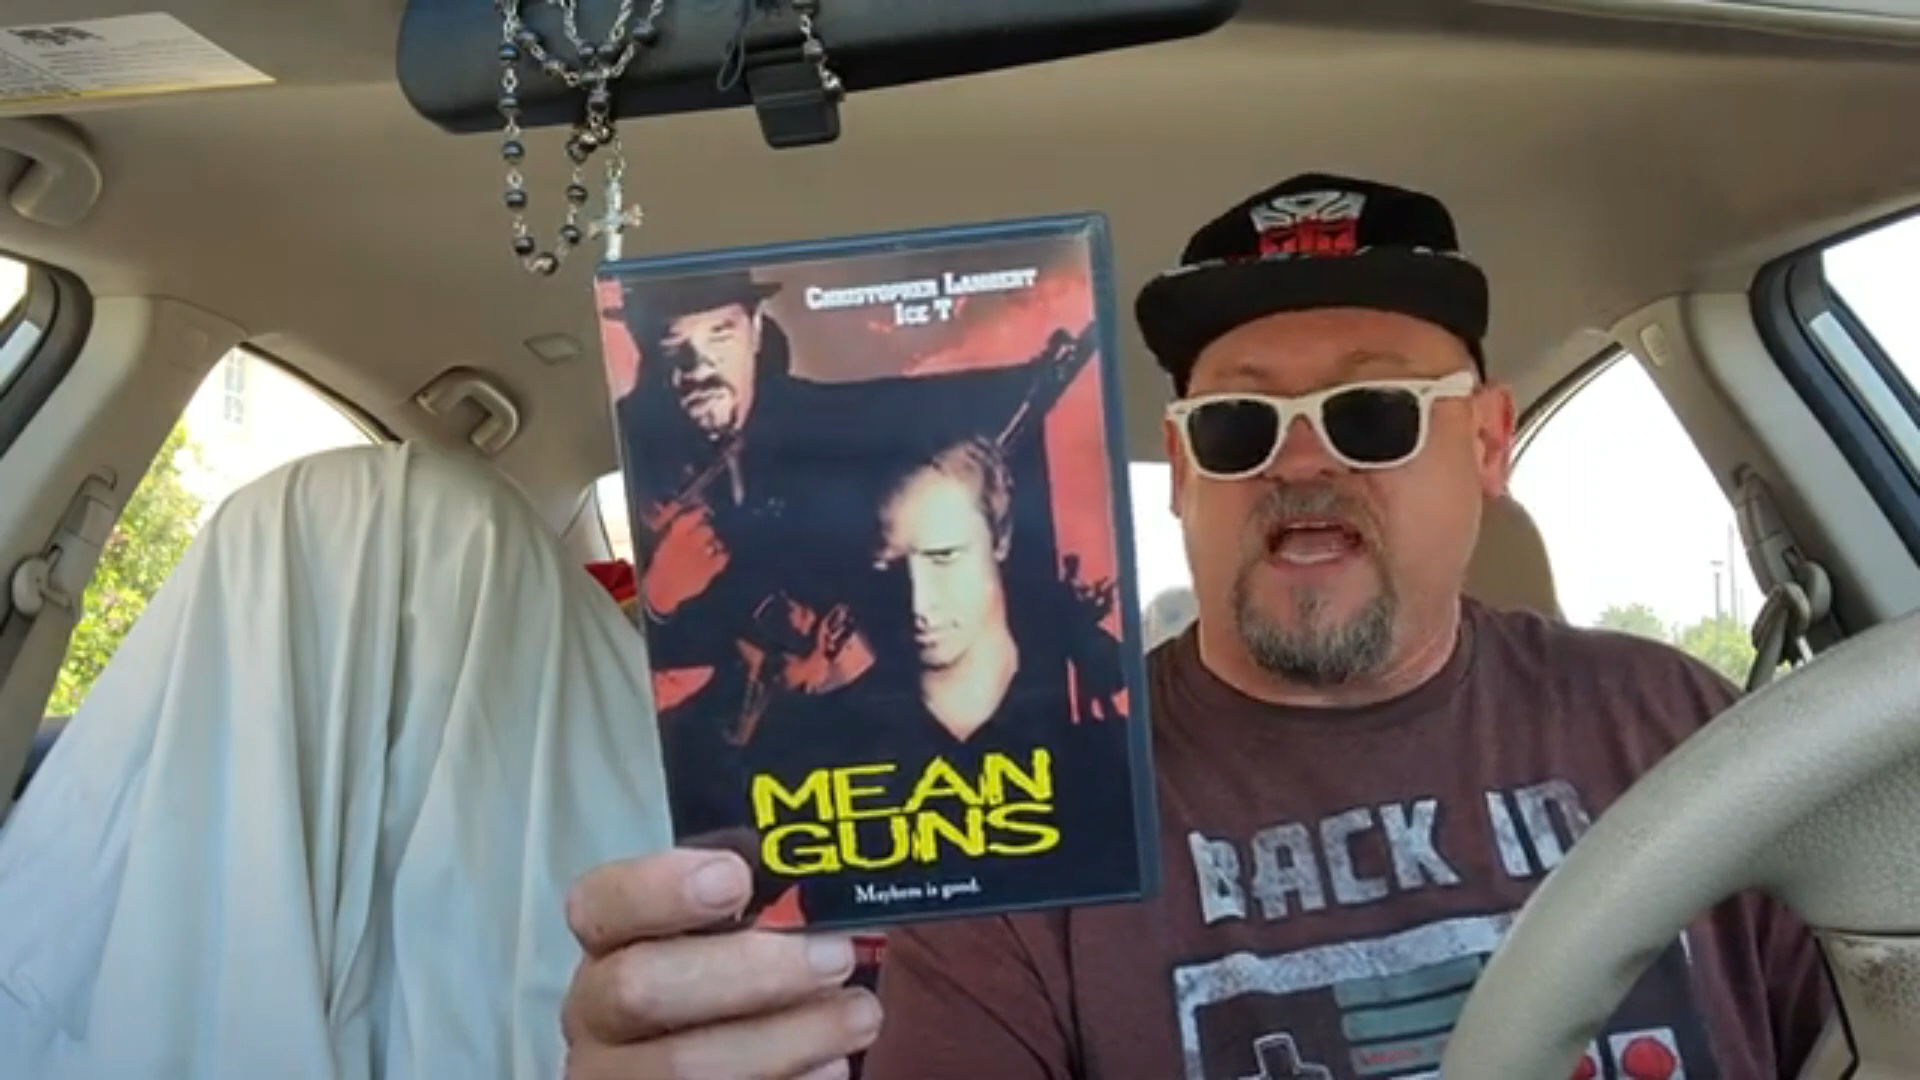 CHRISTOPHER LAMBERT
ICE T
MEAN
GUNS
Mayhem is good.
BACK IN